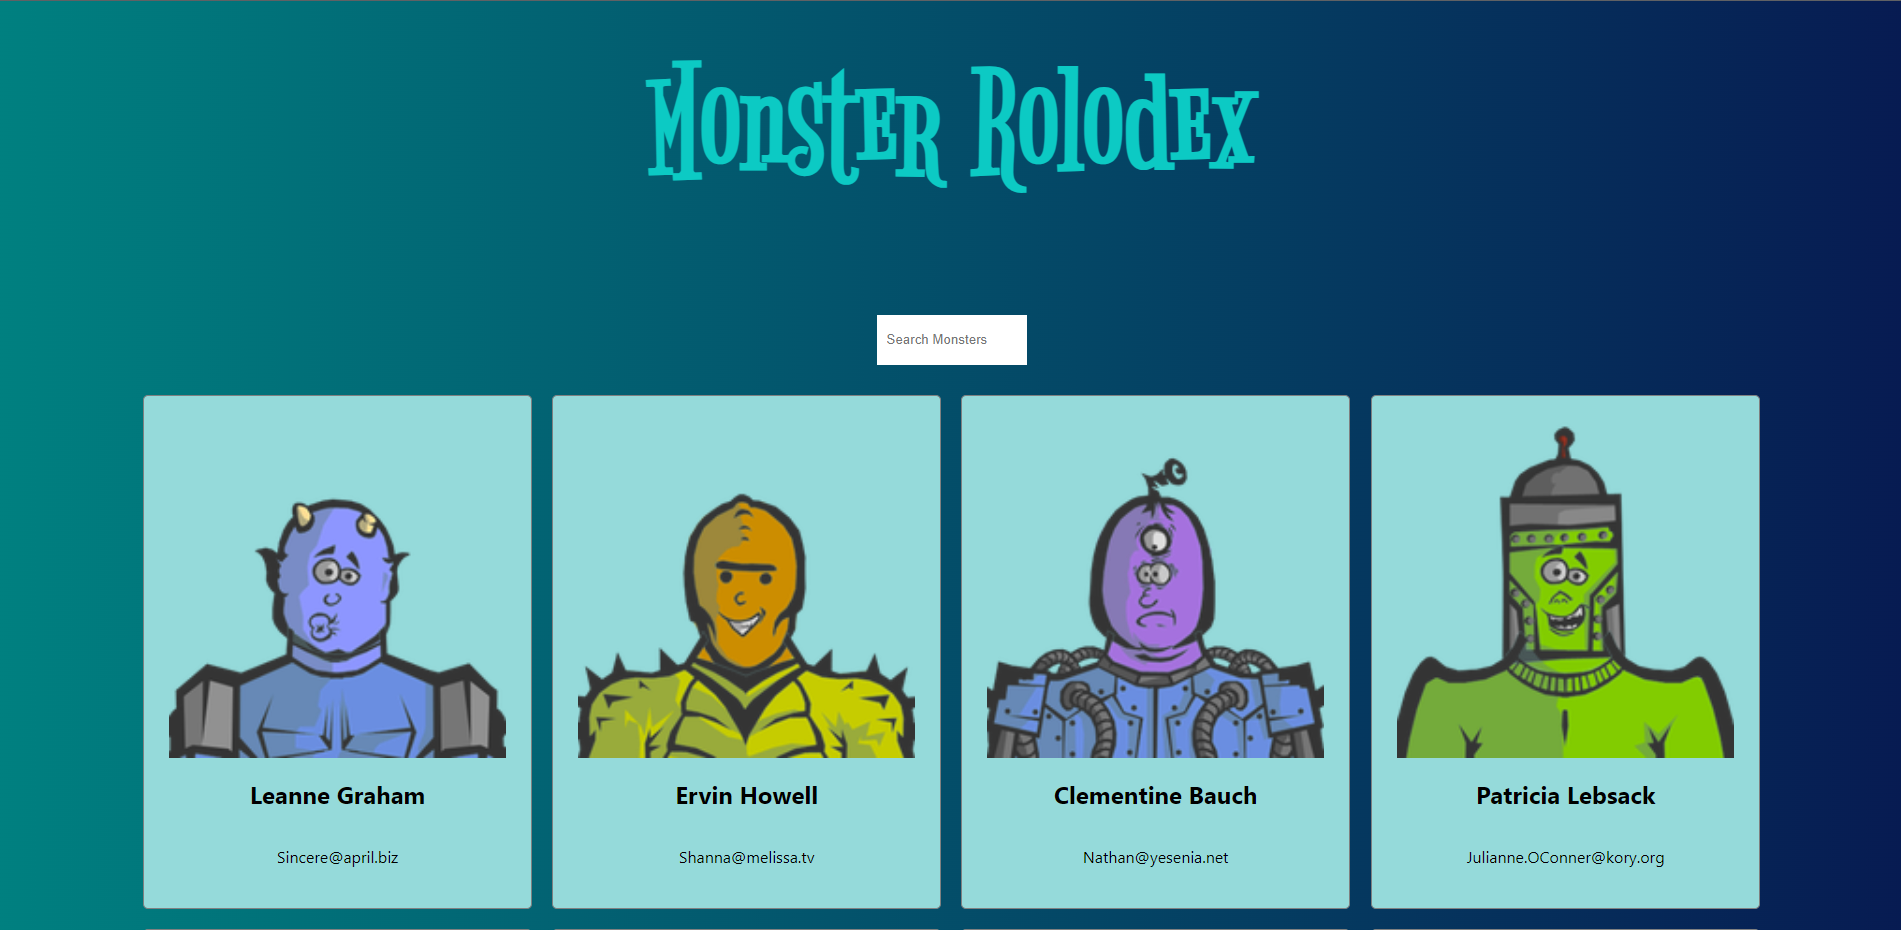 Monster Rolodex
Search Monsters
Leanne Graham
Sincere@april.biz
Ervin Howell
Shanna@melissa.tv
Clementine Bauch
Nathan@yesenia.net
Patricia Lebsack
Julianne.OConner@kory.org